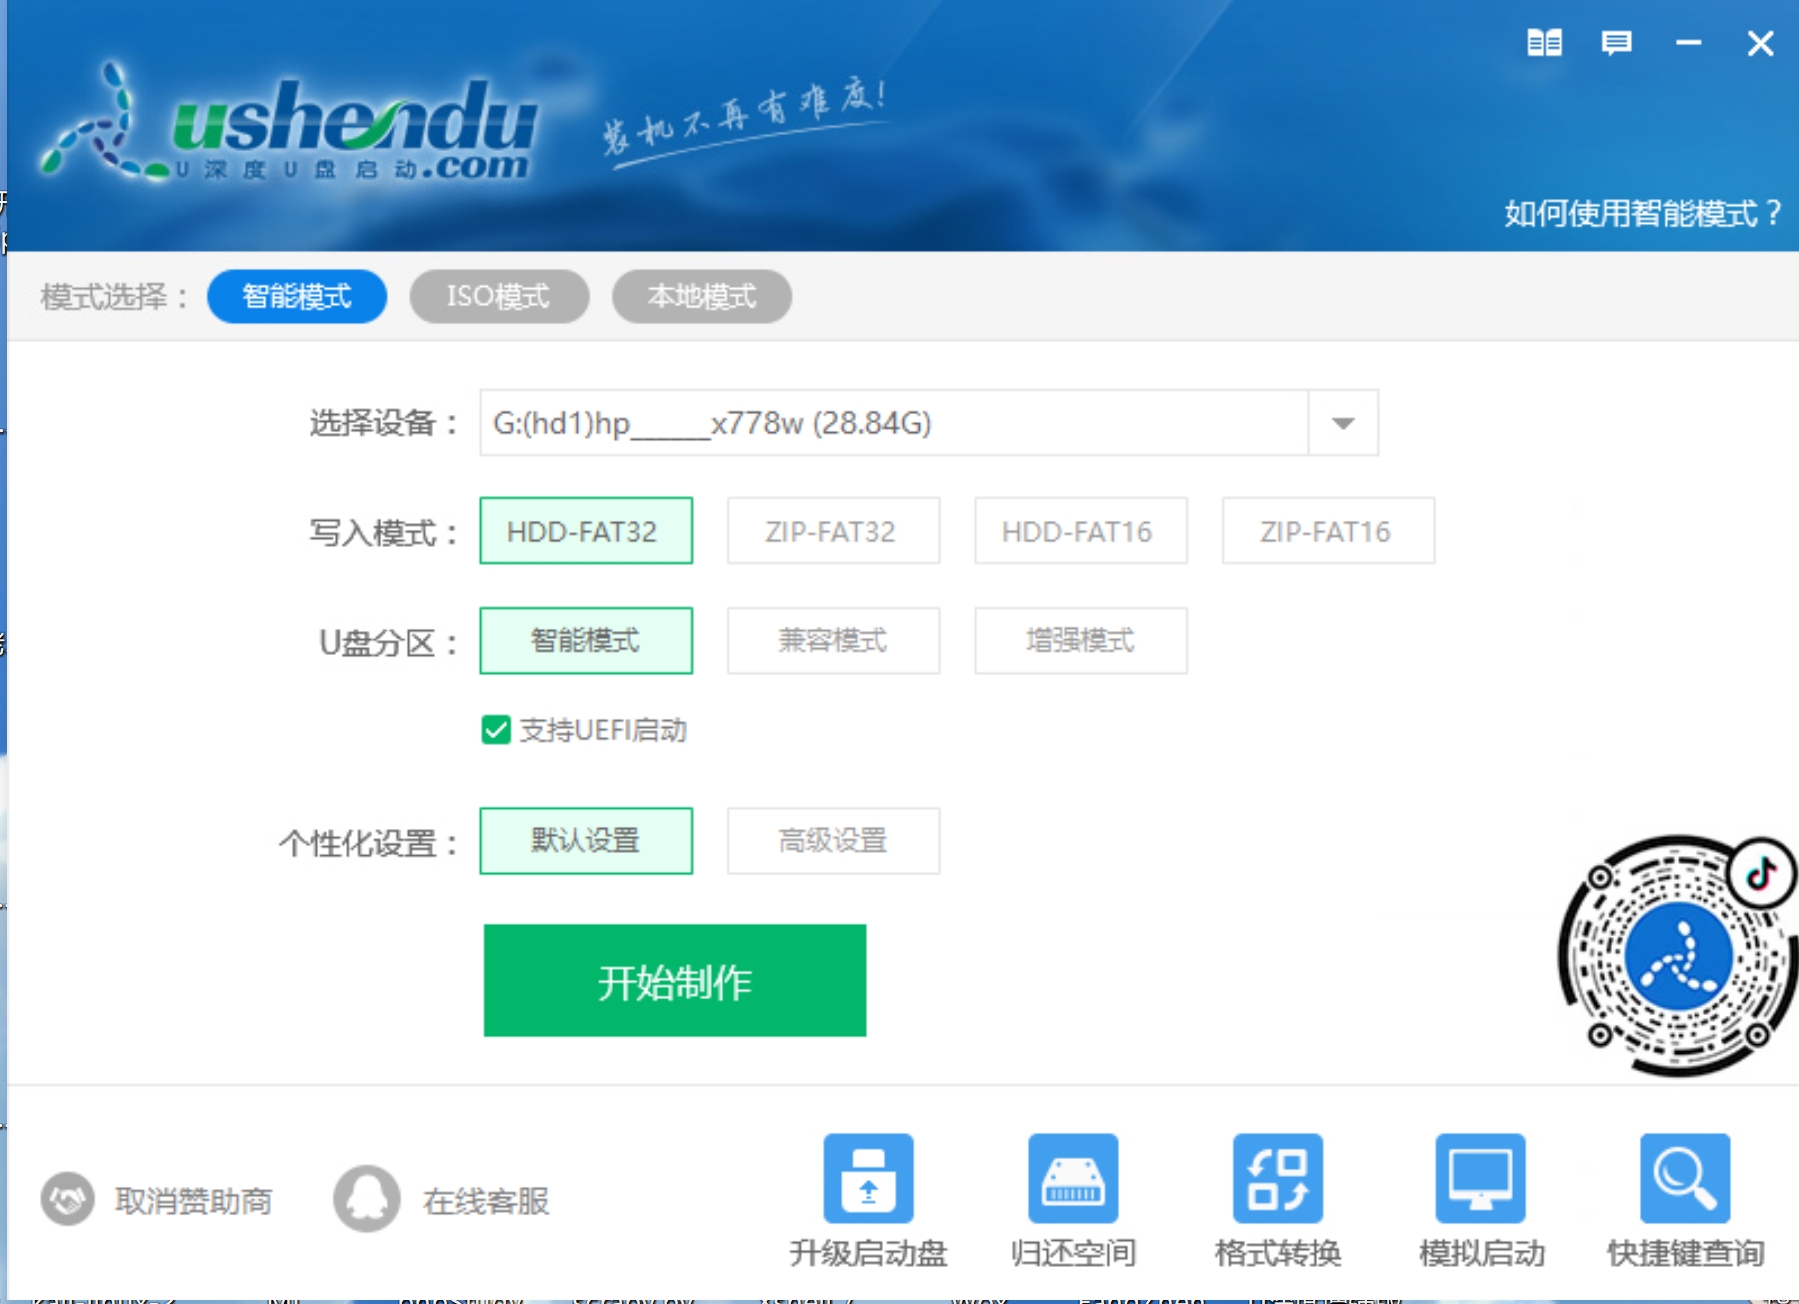 ushendu
U深度U盘启动.com
装机不再有难度!
如何使用智能模式？
模式选择： 智能模式 ISO模式 本地模式
选择设备： G:(hd1)hp______x778w (28.84G)
写入模式： HDD-FAT32 ZIP-FAT32 HDD-FAT16 ZIP-FAT16
U盘分区： 智能模式 兼容模式 增强模式
支持UEFI启动
个性化设置： 默认设置 高级设置
开始制作
取消赞助商 在线客服 升级启动盘 归还空间 格式转换 模拟启动 快捷键查询